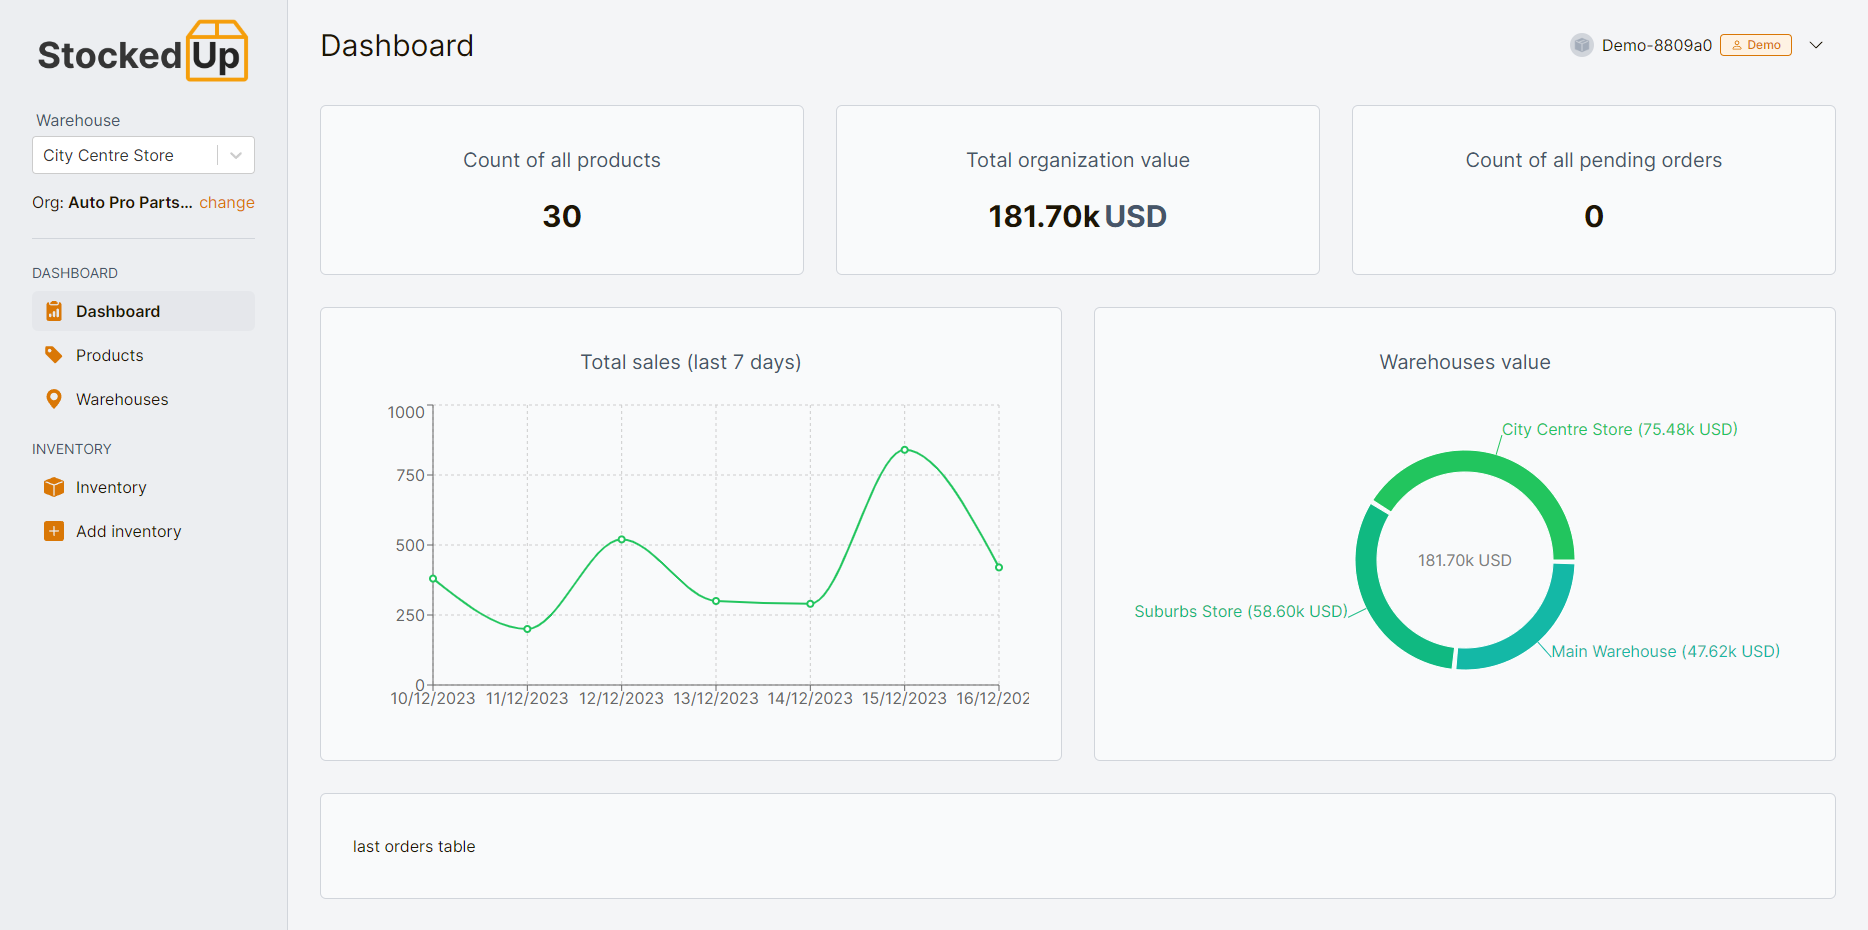 StockedUp
Warehouse
City Centre Store
Org: Auto Pro Parts... change
DASHBOARD
Dashboard
Products
Warehouses
INVENTORY
Inventory
Add inventory
Dashboard
Demo-8809a0 Demo
Count of all products
30
Total organization value
181.70k USD
Count of all pending orders
0
Total sales (last 7 days)
1000
750
500
250
0
10/12/2023 11/12/2023 12/12/2023 13/12/2023 14/12/2023 15/12/2023 16/12/202
Warehouses value
City Centre Store (75.48k USD)
181.70k USD
Suburbs Store (58.60k USD)
Main Warehouse (47.62k USD)
last orders table